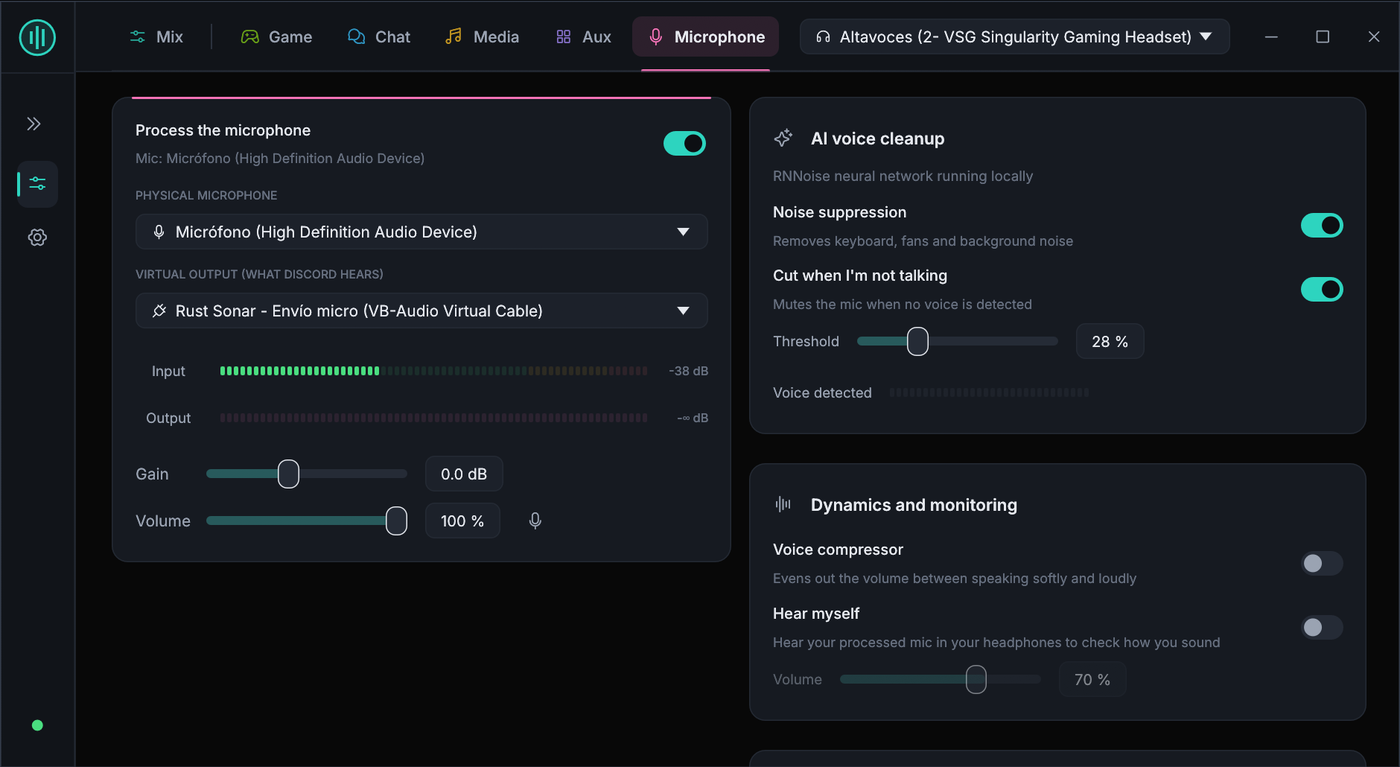 Mix
Game
Chat
Media
Aux
Microphone
Altavoces (2- VSG Singularity Gaming Headset)
Process the microphone
Mic: Micrófono (High Definition Audio Device)
PHYSICAL MICROPHONE
Micrófono (High Definition Audio Device)
VIRTUAL OUTPUT (WHAT DISCORD HEARS)
Rust Sonar - Envío micro (VB-Audio Virtual Cable)
Input -38 dB
Output -∞ dB
Gain 0.0 dB
Volume 100 %
AI voice cleanup
RNNoise neural network running locally
Noise suppression
Removes keyboard, fans and background noise
Cut when I'm not talking
Mutes the mic when no voice is detected
Threshold 28 %
Voice detected
Dynamics and monitoring
Voice compressor
Evens out the volume between speaking softly and loudly
Hear myself
Hear your processed mic in your headphones to check how you sound
Volume 70 %